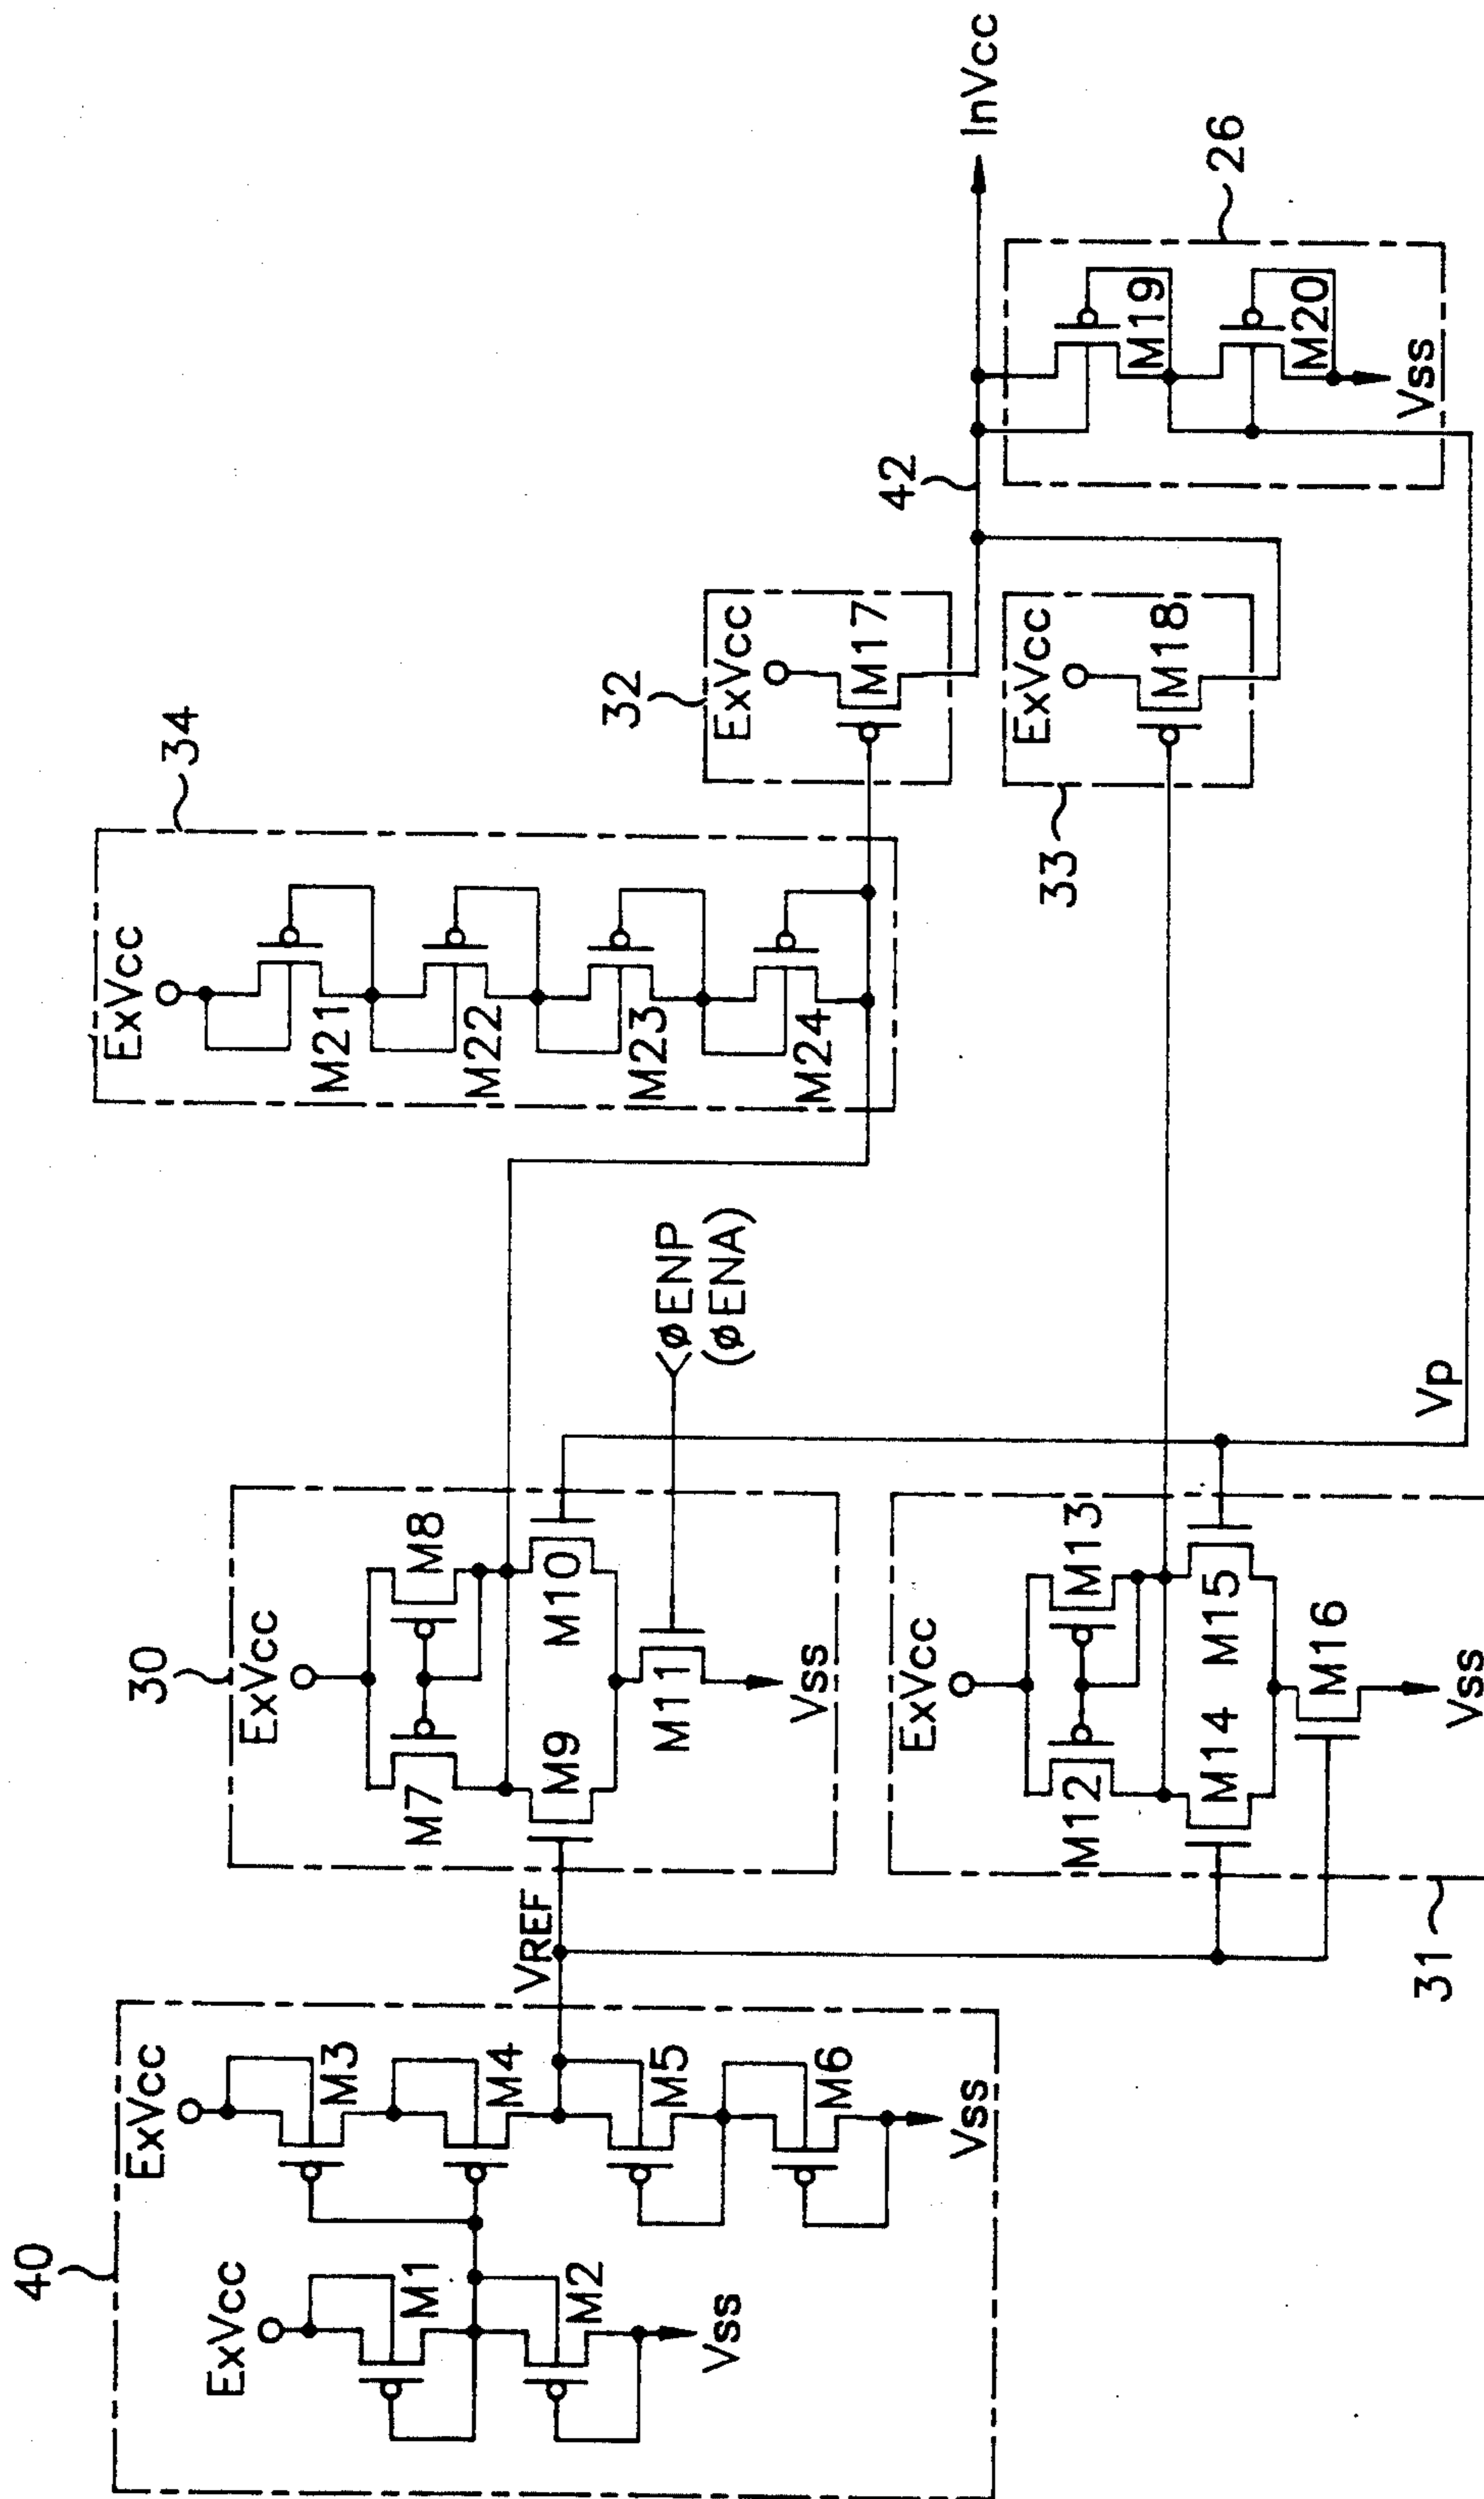 40
ExVcc
M1
M2
Vss
ExVcc
M3
M4
M5
M6
Vss
VREF
30
ExVcc
M7
M8
M9
M10
M11
Vss
øENP
(øENA)
31
ExVcc
M12
M13
M14
M15
M16
Vss
Vp
34
ExVcc
M21
M22
M23
M24
32
ExVcc
M17
33
ExVcc
M18
42
InVcc
26
M19
M20
Vss